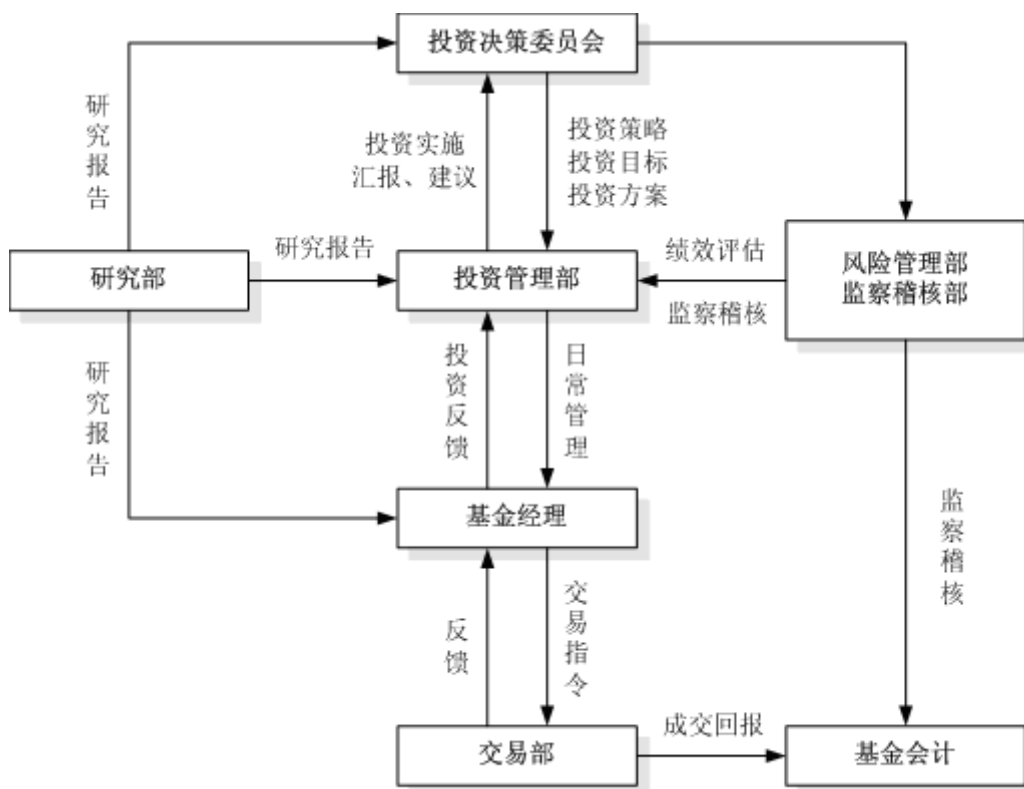 投资决策委员会
研究报告
投资实施
汇报、建议
投资策略
投资目标
投资方案
研究部
研究报告
投资管理部
绩效评估
监察稽核
风险管理部
监察稽核部
研究报告
投资反馈
日常管理
基金经理
监察稽核
反馈
交易指令
交易部
成交回报
基金会计